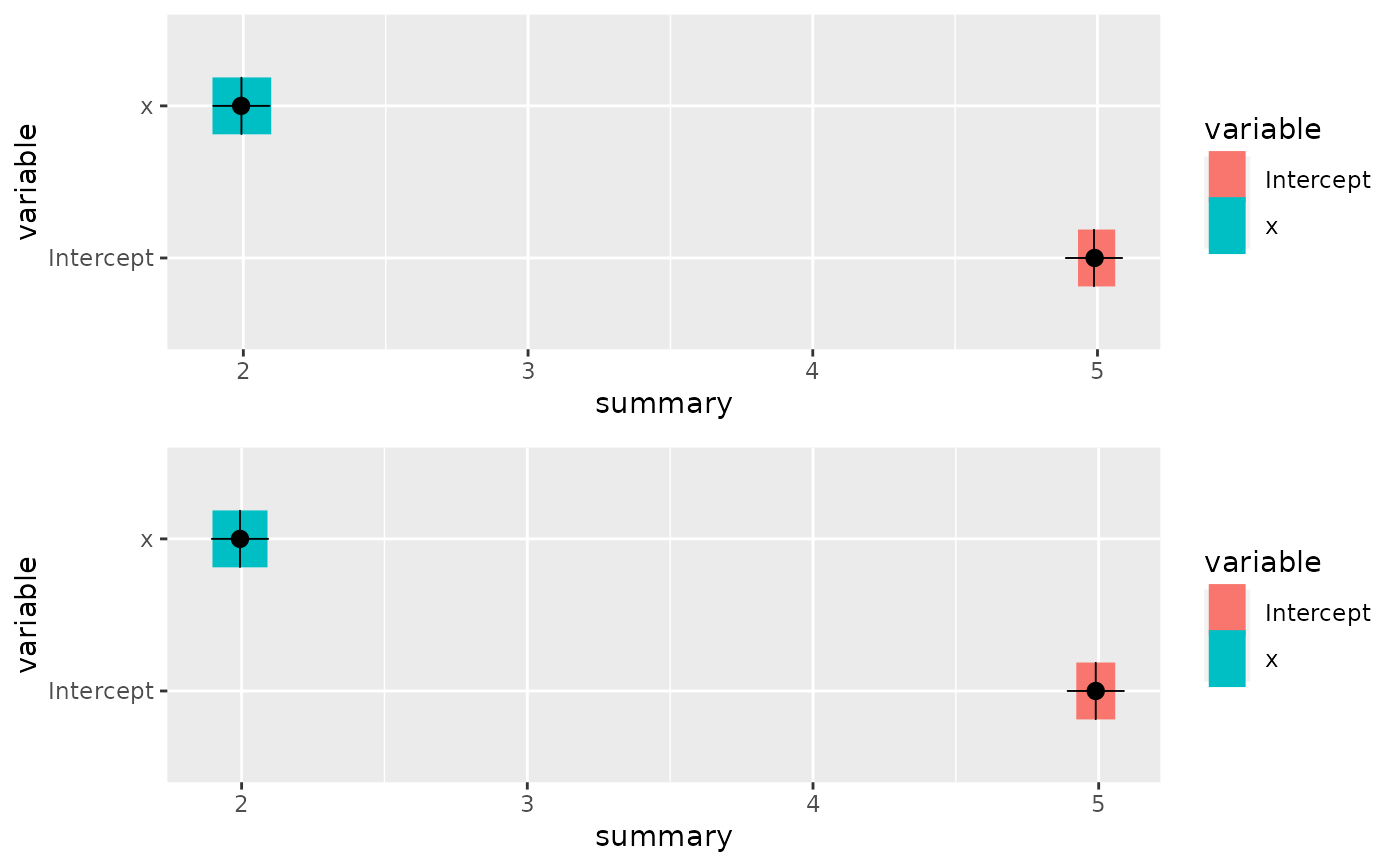 variable
x
Intercept
2 3 4 5
summary
variable
Intercept
x
variable
x
Intercept
2 3 4 5
summary
variable
Intercept
x